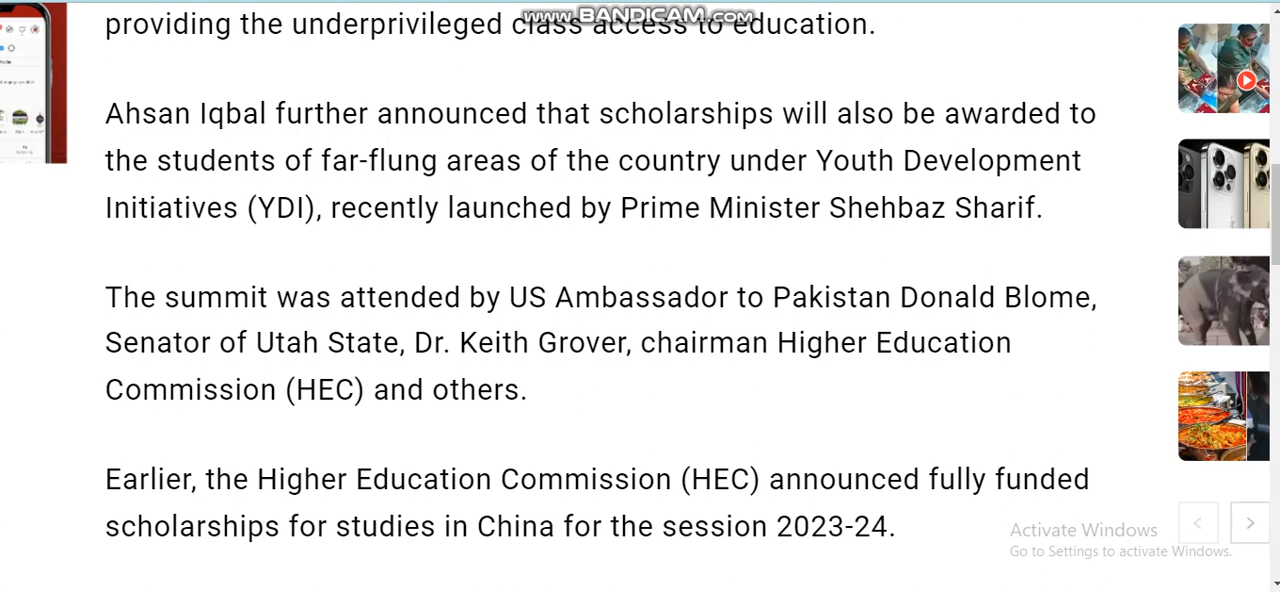 www.BANDICAM.com
providing the underprivileged class access to education.
Ahsan Iqbal further announced that scholarships will also be awarded to
the students of far-flung areas of the country under Youth Development
Initiatives (YDI), recently launched by Prime Minister Shehbaz Sharif.
The summit was attended by US Ambassador to Pakistan Donald Blome,
Senator of Utah State, Dr. Keith Grover, chairman Higher Education
Commission (HEC) and others.
Earlier, the Higher Education Commission (HEC) announced fully funded
scholarships for studies in China for the session 2023-24.
Activate Windows
Go to Settings to activate Windows.